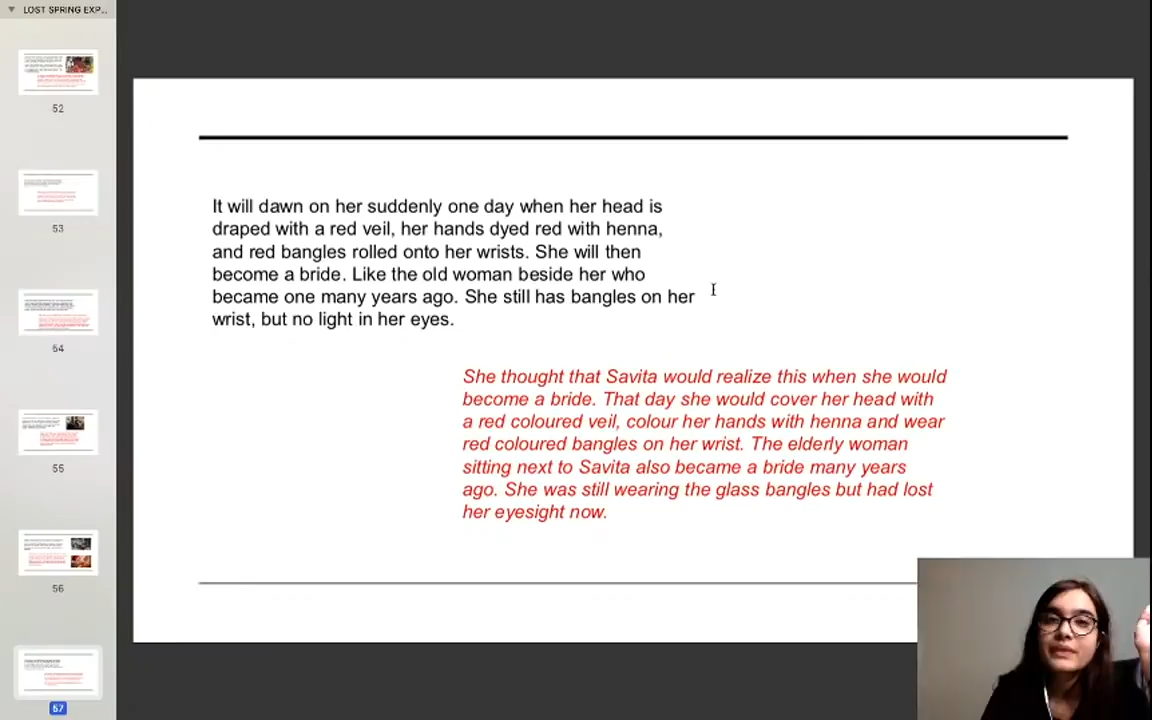 LOST SPRING EXP...
52
53
54
55
56
57
It will dawn on her suddenly one day when her head is
draped with a red veil, her hands dyed red with henna,
and red bangles rolled onto her wrists. She will then
become a bride. Like the old woman beside her who
became one many years ago. She still has bangles on her
wrist, but no light in her eyes.
She thought that Savita would realize this when she would
become a bride. That day she would cover her head with
a red coloured veil, colour her hands with henna and wear
red coloured bangles on her wrist. The elderly woman
sitting next to Savita also became a bride many years
ago. She was still wearing the glass bangles but had lost
her eyesight now.